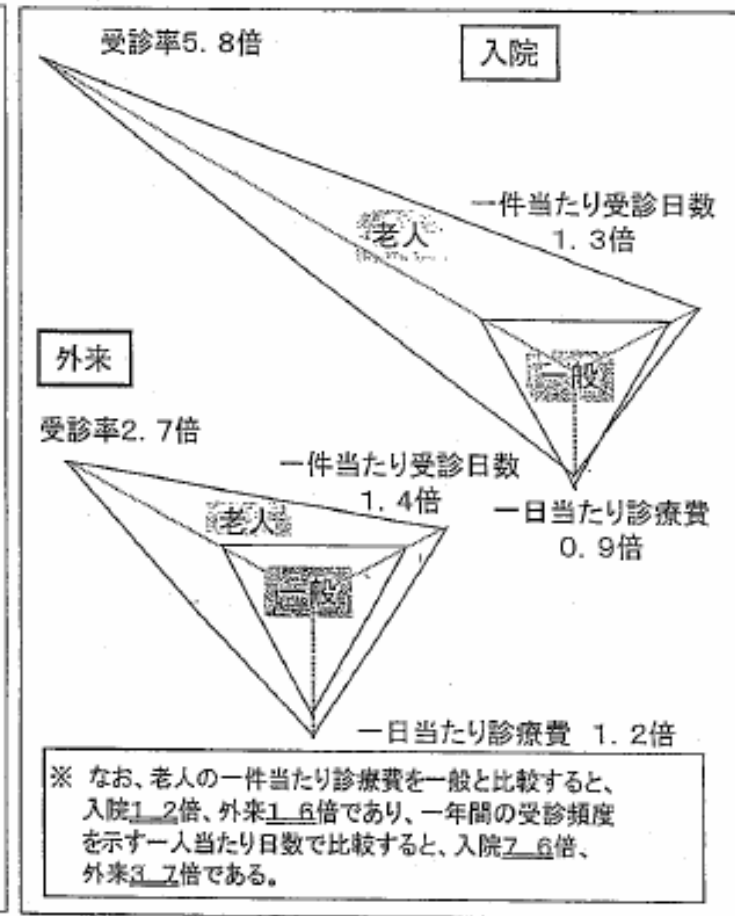 受診率5.8倍
入院
一件当たり受診日数
1.3倍
老人
一般
一日当たり診療費
0.9倍
外来
受診率2.7倍
一件当たり受診日数
1.4倍
老人
一般
一日当たり診療費 1.2倍
※ なお、老人の一件当たり診療費を一般と比較すると、
入院1.2倍、外来1.6倍であり、一年間の受診頻度
を示す一人当たり日数で比較すると、入院7.6倍、
外来3.7倍である。